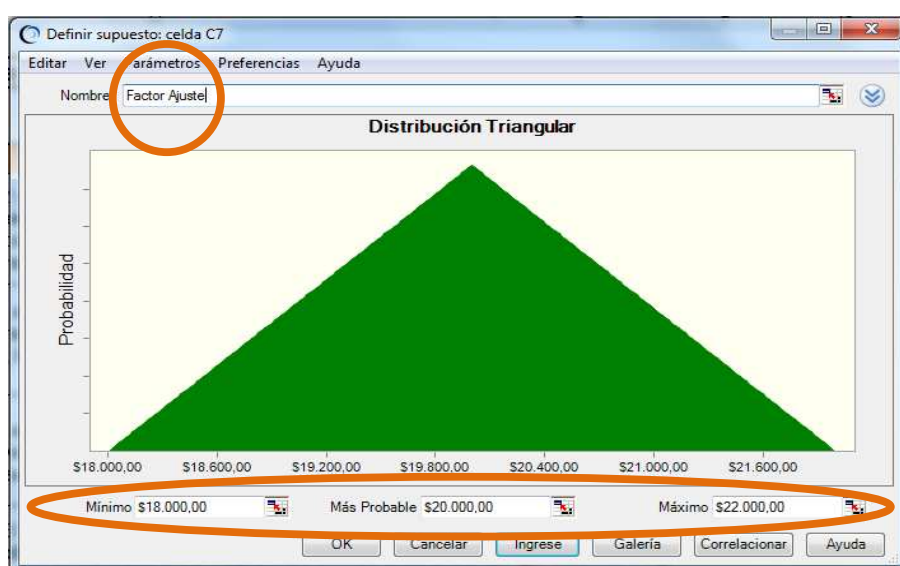 Definir supuesto: celda C7
Editar Ver Parámetros Preferencias Ayuda
Nombre Factor Ajuste
Distribución Triangular
Probabilidad
$18.000,00 $18.600,00 $19.200,00 $19.800,00 $20.400,00 $21.000,00 $21.600,00
Mínimo $18.000,00 Más Probable $20.000,00 Máximo $22.000,00
OK Cancelar Ingrese Galería Correlacionar Ayuda